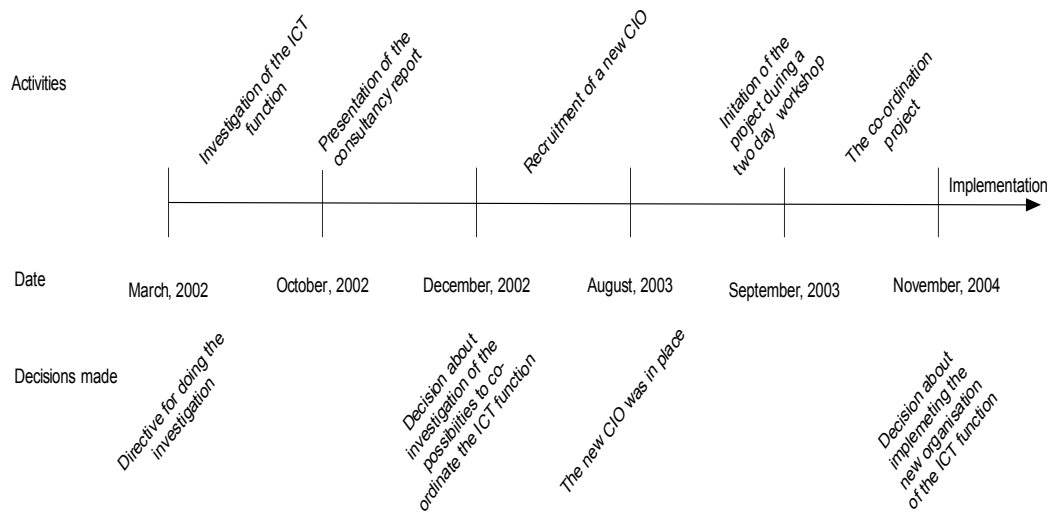 Activities
Investigation of the ICT
function
Presentation of the
consultancy report
Recruitment of a new CIO
Initation of the
project during a
two day workshop
The co-ordination
project
Implementation
Date
March, 2002
October, 2002
December, 2002
August, 2003
September, 2003
November, 2004
Decisions made
Directive for doing the
investigation
Decision about
investigation of the
possibilities to co-
ordinate the ICT function
The new CIO was in place
Decision about
implemeting the
new organisation
of the ICT function